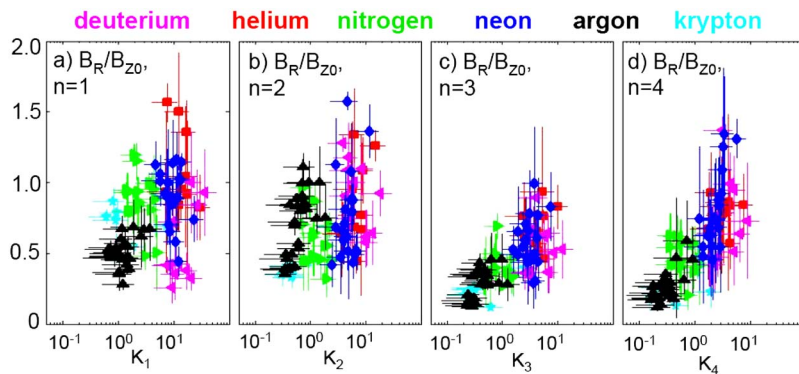 deuterium helium nitrogen neon argon krypton
2.0 a) B_R/B_Z0, b) B_R/B_Z0, c) B_R/B_Z0, d) B_R/B_Z0,
n=1 n=2 n=3 n=4
1.5
1.0
0.5
0
10^-1 10^0 10^1 10^-1 10^0 10^1 10^-1 10^0 10^1 10^-1 10^0 10^1
K_1 K_2 K_3 K_4